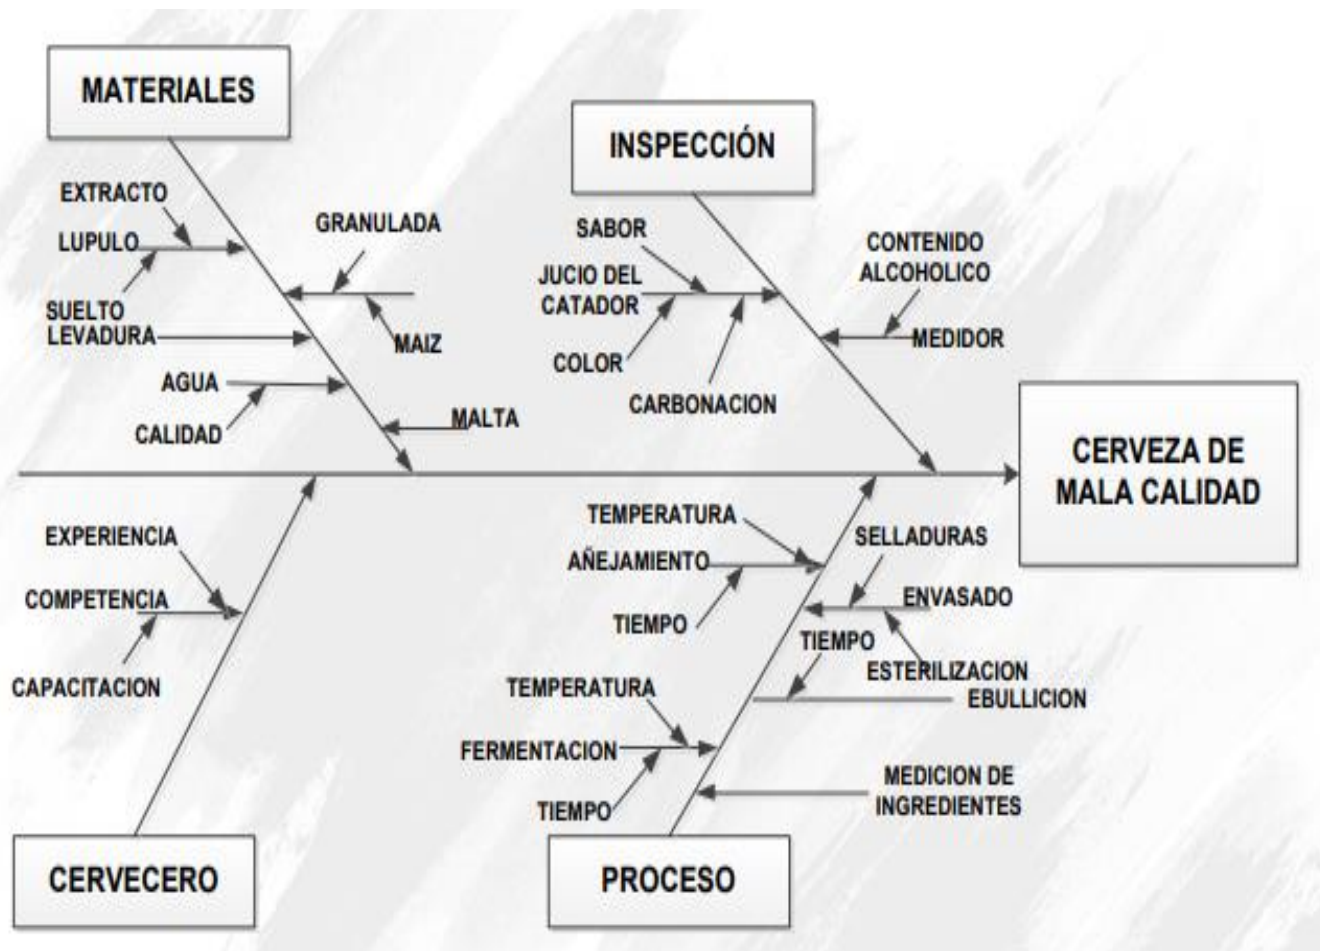 MATERIALES
INSPECCIÓN
EXTRACTO
LUPULO
SUELTO
LEVADURA
AGUA
CALIDAD
GRANULADA
MAIZ
MALTA
SABOR
JUCIO DEL
CATADOR
COLOR
CARBONACION
CONTENIDO
ALCOHOLICO
MEDIDOR
CERVEZA DE
MALA CALIDAD
EXPERIENCIA
COMPETENCIA
CAPACITACION
TEMPERATURA
AÑEJAMIENTO
TIEMPO
SELLADURAS
ENVASADO
ESTERILIZACION
TIEMPO
EBULLICION
TEMPERATURA
FERMENTACION
TIEMPO
MEDICION DE
INGREDIENTES
CERVECERO
PROCESO